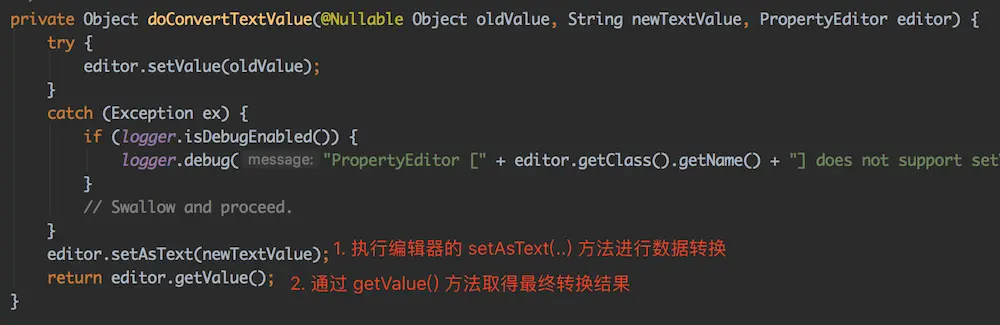 private Object doConvertTextValue(@Nullable Object oldValue, String newTextValue, PropertyEditor editor) {
try {
editor.setValue(oldValue);
}
catch (Exception ex) {
if (logger.isDebugEnabled()) {
logger.debug( message: "PropertyEditor [" + editor.getClass().getName() + "] does not support set
}
// Swallow and proceed.
}
editor.setAsText(newTextValue); 1. 执行编辑器的 setAsText(..) 方法进行数据转换
return editor.getValue(); 2. 通过 getValue() 方法取得最终转换结果
}